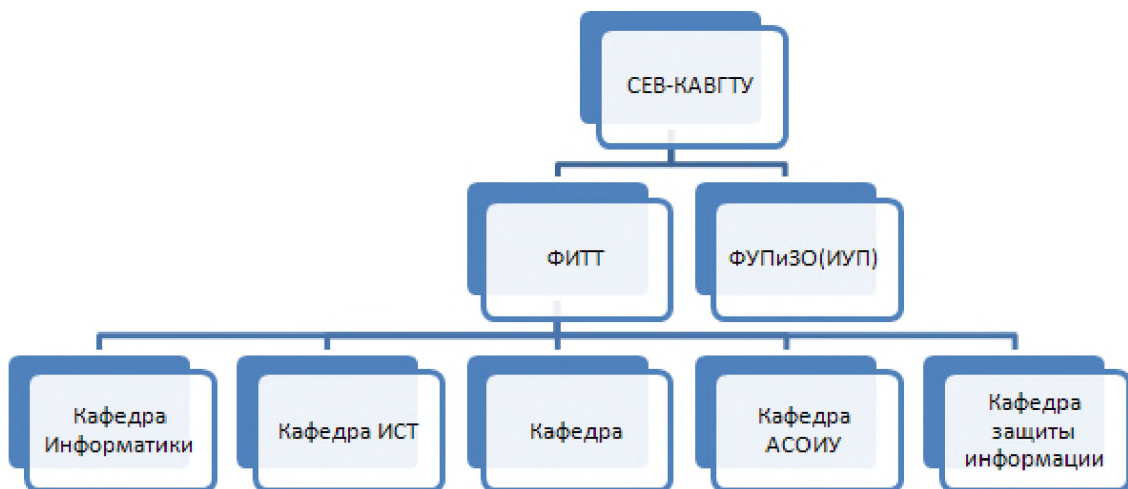 СЕВ-КАВГТУ
ФИТТ
ФУПиЗО(ИУП)
Кафедра
Информатики
Кафедра ИСТ
Кафедра
Кафедра
АСОИУ
Кафедра
защиты
информации